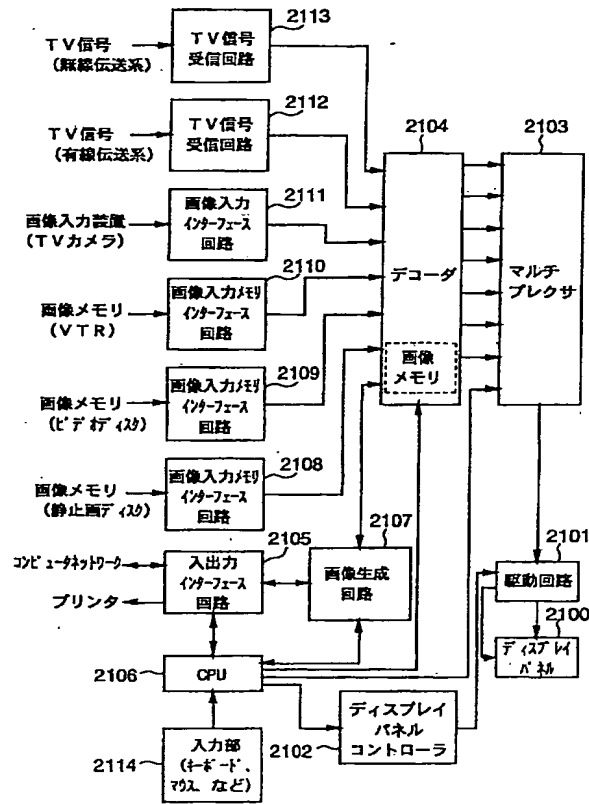 2113
TV信号
(無線伝送系)
TV信号
受信回路
2112
TV信号
(有線伝送系)
TV信号
受信回路
2104
2103
2111
画像入力装置
(TVカメラ)
画像入力
インターフェース
回路
デコーダ
マルチ
プレクサ
2110
画像メモリ
(VTR)
画像入力メモリ
インターフェース
回路
画像
メモリ
2109
画像メモリ
(ビデオディスク)
画像入力メモリ
インターフェース
回路
2108
画像メモリ
(静止画ディスク)
画像入力メモリ
インターフェース
回路
2105
2107
2101
コンピュータネットワーク
プリンタ
入出力
インターフェース
回路
画像生成
回路
駆動回路
2100
ディスプレイ
パネル
2106
CPU
ディスプレイ
パネル
コントローラ
2102
2114
入力部
(キーボード、
マウス、など)